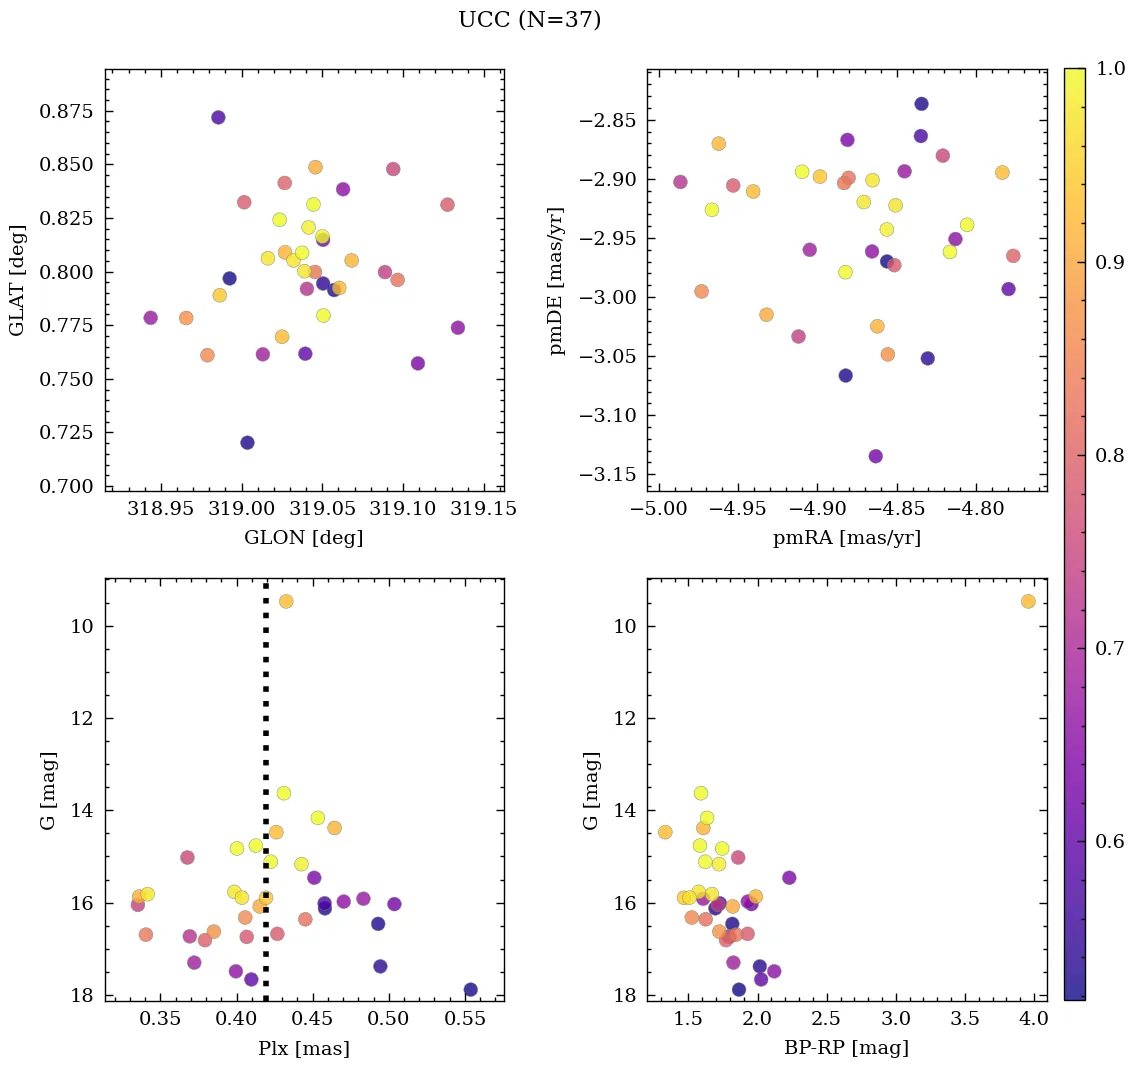 UCC (N=37)
0.875
0.850
0.825
0.800
0.775
0.750
0.725
0.700
GLAT [deg]
318.95 319.00 319.05 319.10 319.15
GLON [deg]
−2.85
−2.90
−2.95
−3.00
−3.05
−3.10
−3.15
pmDE [mas/yr]
−5.00 −4.95 −4.90 −4.85 −4.80
pmRA [mas/yr]
1.0
0.9
0.8
0.7
0.6
10
12
14
16
18
G [mag]
0.35 0.40 0.45 0.50 0.55
Plx [mas]
10
12
14
16
18
G [mag]
1.5 2.0 2.5 3.0 3.5 4.0
BP-RP [mag]